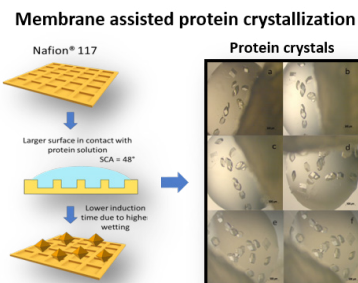 Membrane assisted protein crystallization
Nafion® 117
Larger surface in contact with
protein solution
SCA = 48°
Lower induction
time due to higher
wetting
Protein crystals
a
b
c
d
e
f